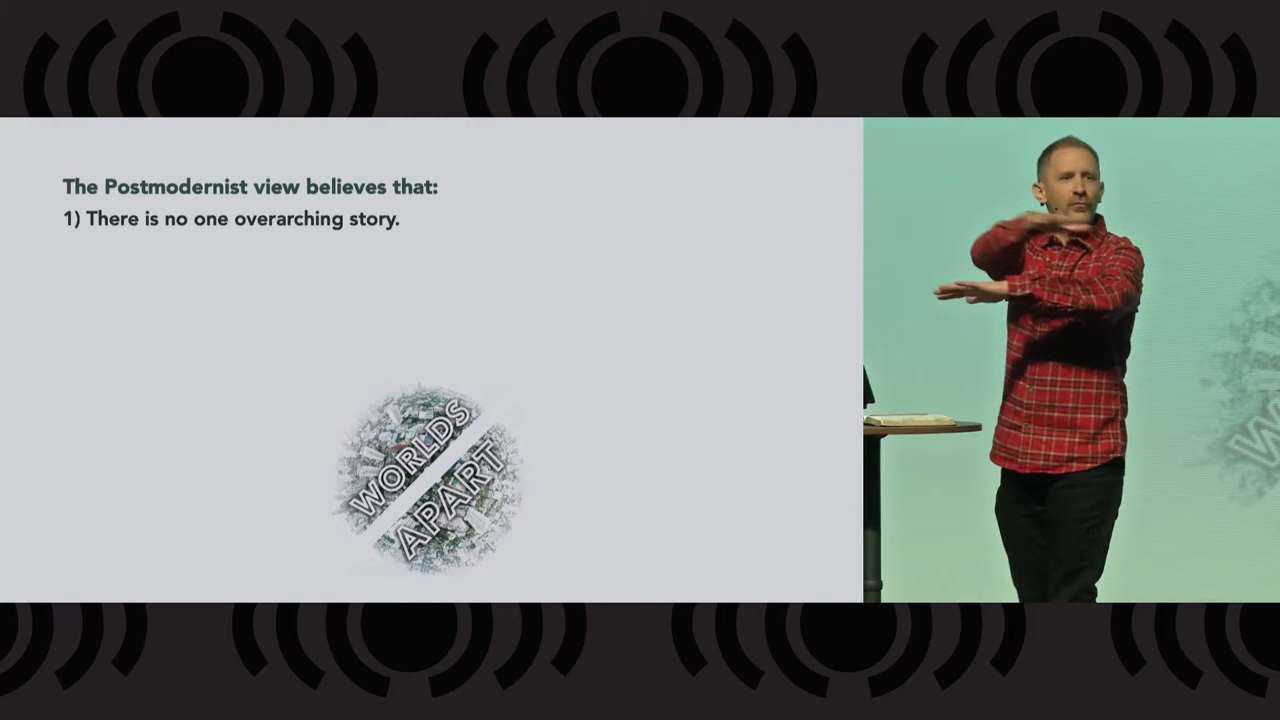 The Postmodernist view believes that:
1) There is no one overarching story.
WORLDS
APART